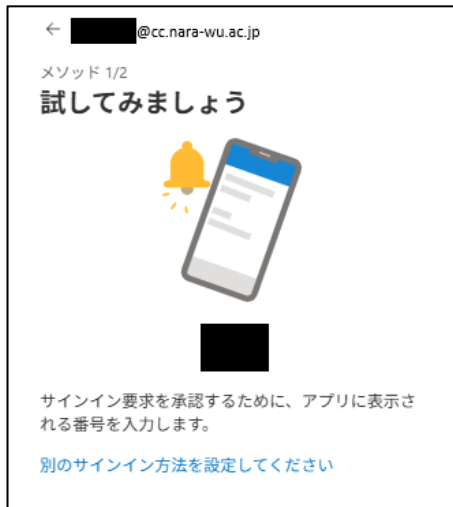 ← @cc.nara-wu.ac.jp
メソッド 1/2
試してみましょう
サインイン要求を承認するために、アプリに表示さ
れる番号を入力します。
別のサインイン方法を設定してください